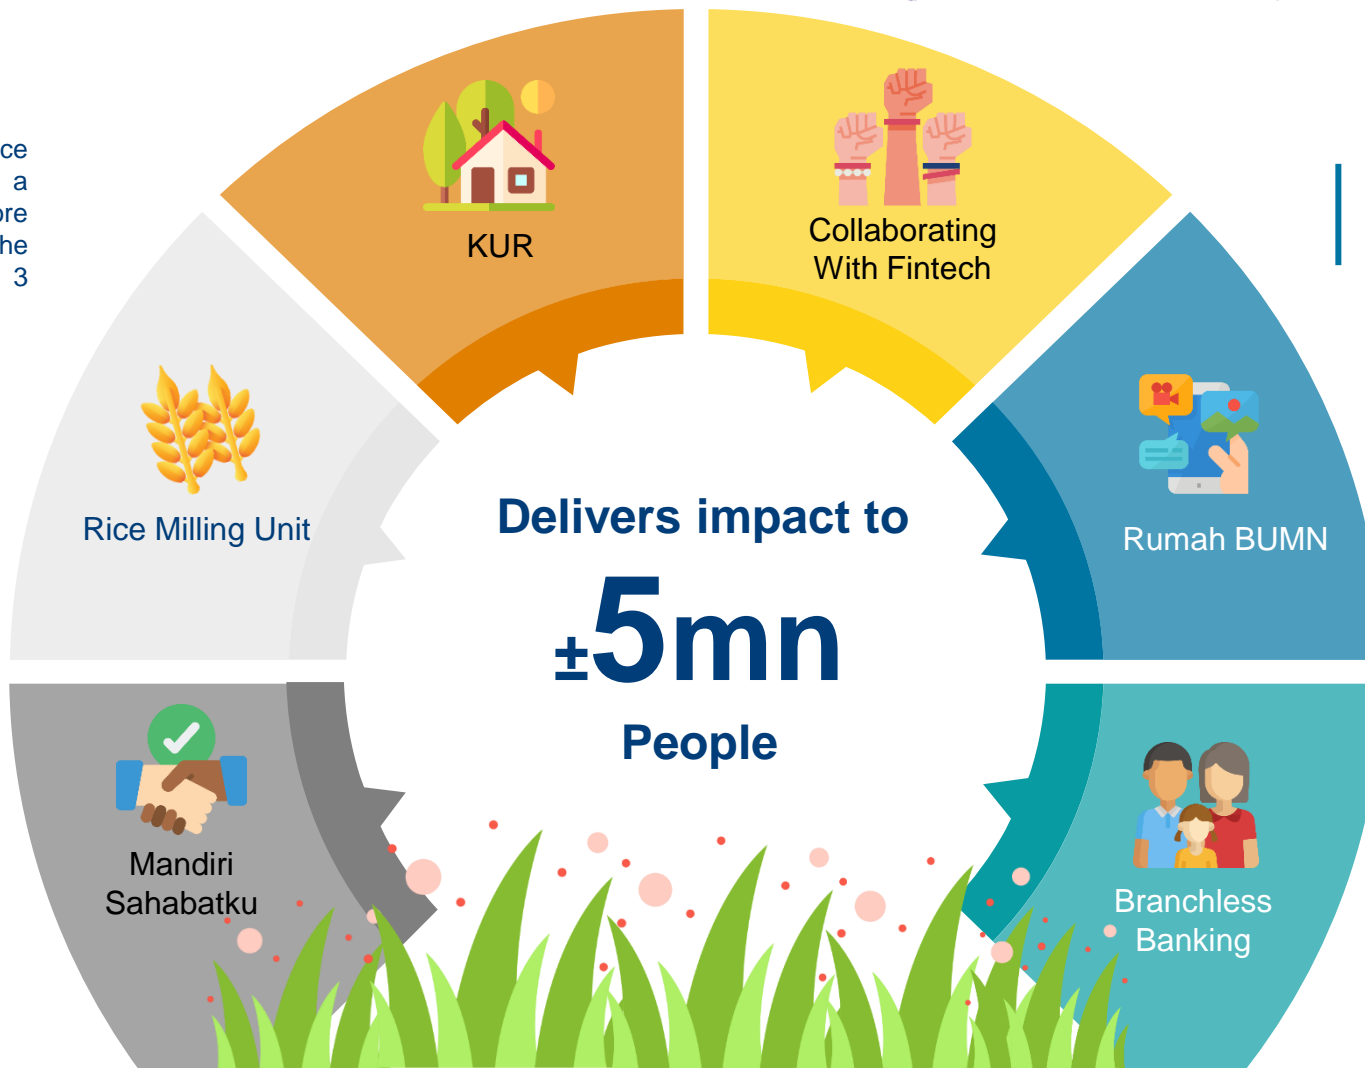 ce
a
ore
he
3
KUR
Collaborating
With Fintech
Rice Milling Unit
Rumah BUMN
Delivers impact to
±5mn
People
Mandiri
Sahabatku
Branchless
Banking